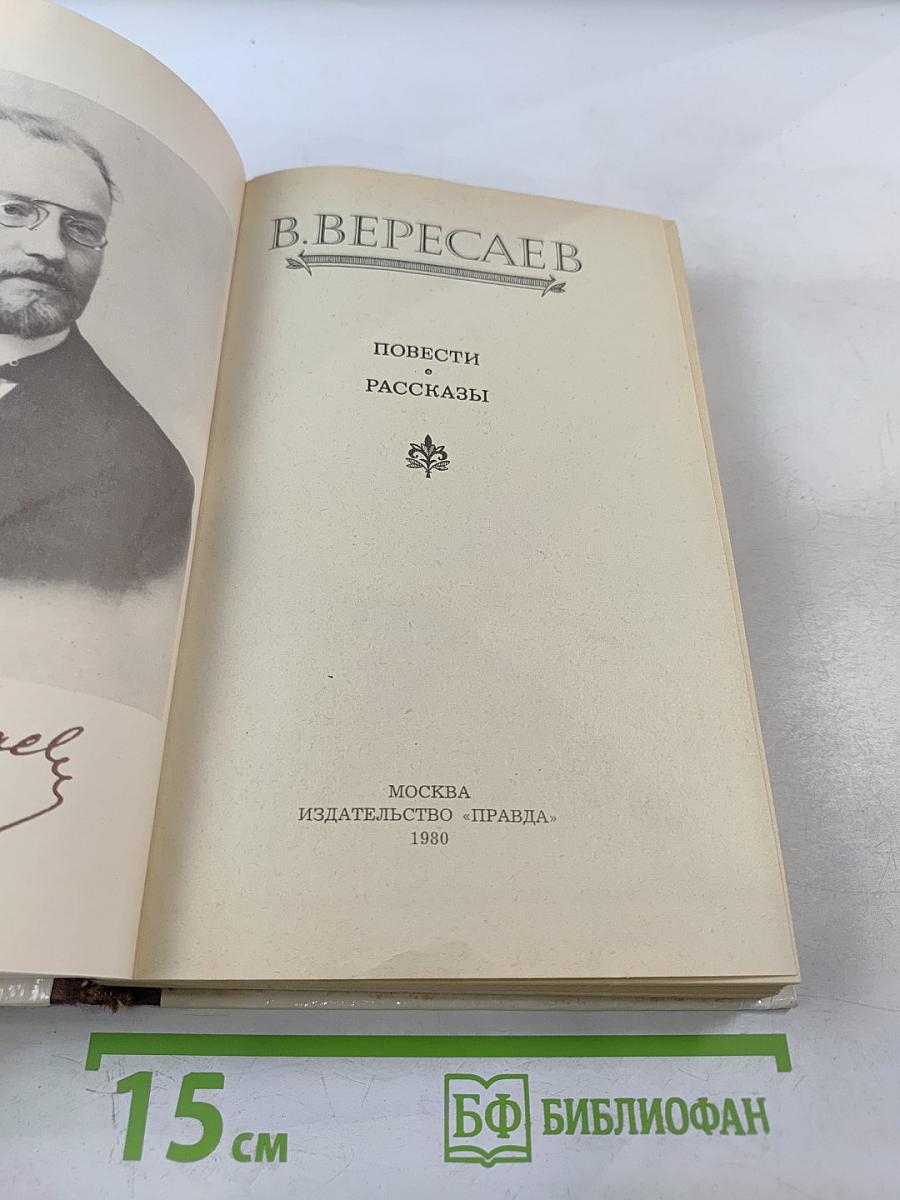 В. ВЕРЕСАЕВ
ПОВЕСТИ
РАССКАЗЫ
МОСКВА
ИЗДАТЕЛЬСТВО «ПРАВДА»
1980
15 см
БФ БИБЛИОФАН